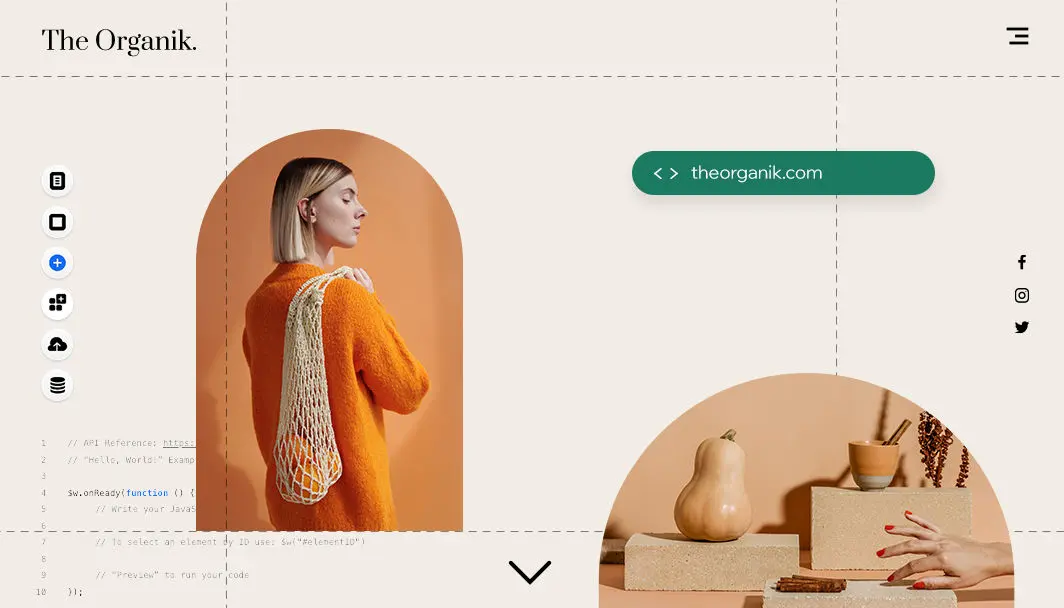 The Organik.
< > theorganik.com
1 // API Reference: https:
2 // "Hello, World!" Examp
3
4 $w.onReady(function () {
5 // Write your JavaS
6
7 // To select an element by ID use: $w("#elementID")
8
9 // "Preview" to run your code
10 });